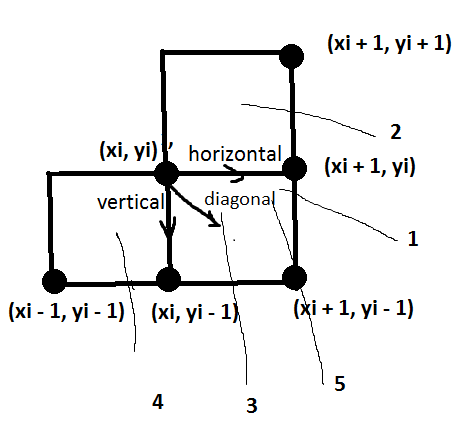 (xi + 1, yi + 1)
2
(xi, yi) ’
horizontal
(xi + 1, yi)
vertical
diagonal
1
(xi - 1, yi - 1)
(xi, yi - 1)
(xi + 1, yi - 1)
5
4
3